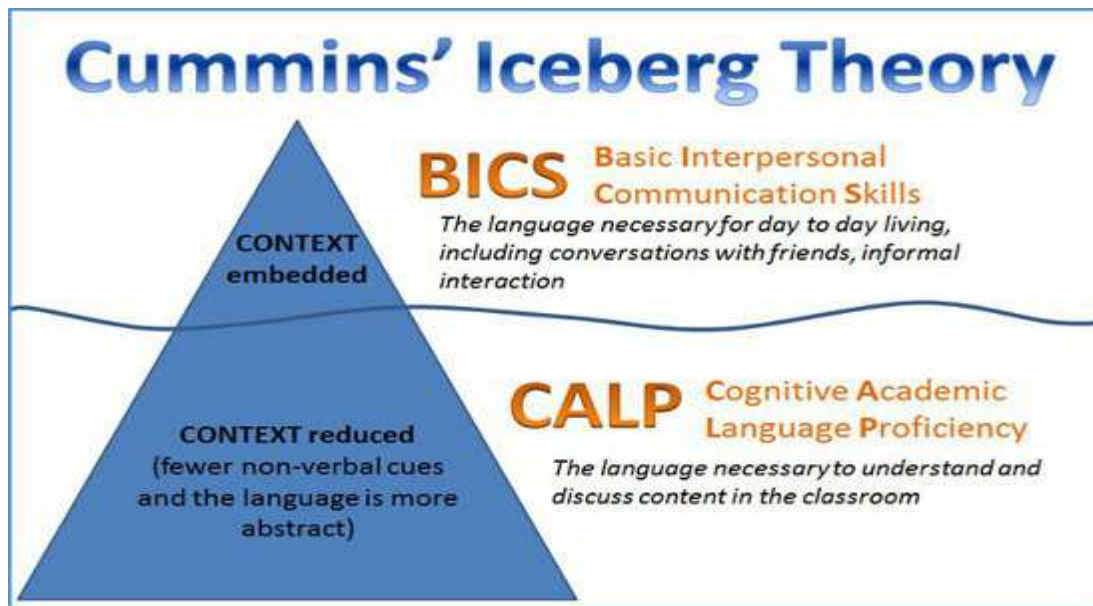 Cummins’ Iceberg Theory
BICS
Basic Interpersonal
Communication Skills
The language necessary for day to day living,
including conversations with friends, informal
interaction
CONTEXT
embedded
CALP
Cognitive Academic
Language Proficiency
The language necessary to understand and
discuss content in the classroom
CONTEXT reduced
(fewer non-verbal cues
and the language is more
abstract)